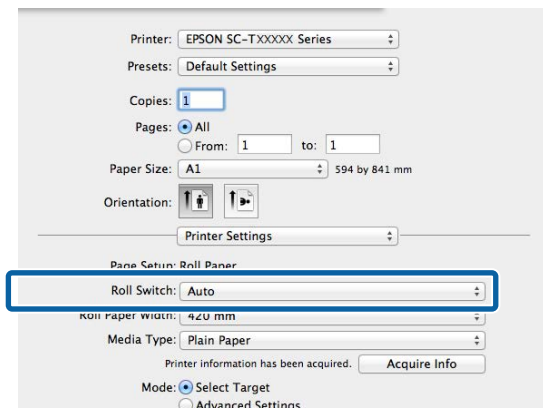 Printer: EPSON SC-TXXXXX Series
Presets: Default Settings
Copies: 1
Pages: All
From: 1 to: 1
Paper Size: A1 594 by 841 mm
Orientation:
Printer Settings
Page Setup: Roll Paper
Roll Switch: Auto
Roll Paper Width: 420 mm
Media Type: Plain Paper
Printer information has been acquired. Acquire Info
Mode: Select Target
Advanced Settings